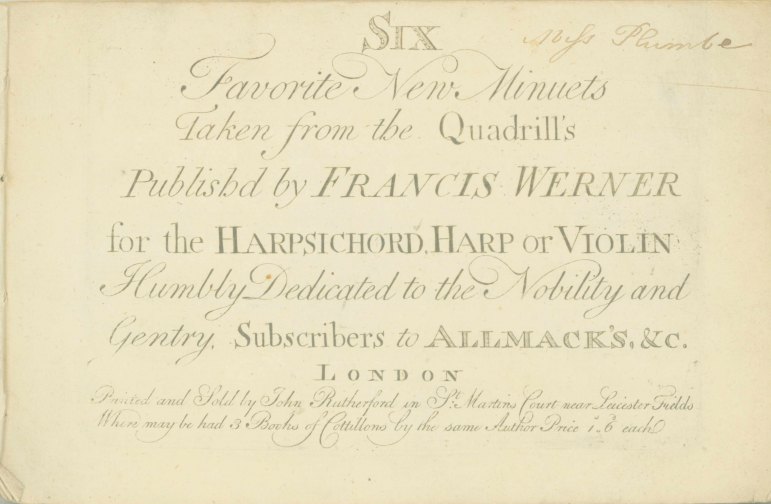 SIX
Miss Plumbe
Favorite New Minuets
Taken from the Quadrill's
Publishd by FRANCIS WERNER
for the HARPSICHORD, HARP or VIOLIN
Humbly Dedicated to the Nobility and
Gentry, Subscribers to ALLMACK'S, &c.
LONDON
Printed and Sold by John Rutherford in St. Martins Court near Leicester Fields
Where may be had 3 Books of Cottillons by the same Author Price 1s. 6 each